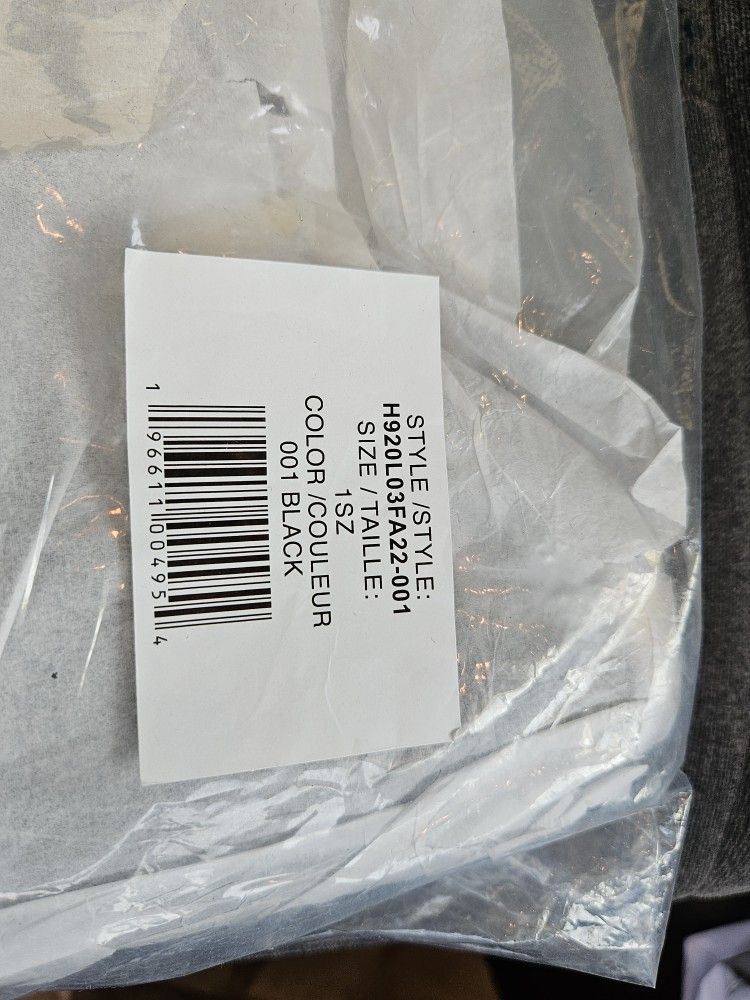 STYLE /STYLE:
H920L03FA22-001
SIZE / TAILLE:
1SZ
COLOR /COULEUR
001 BLACK
1 96611 00495 4